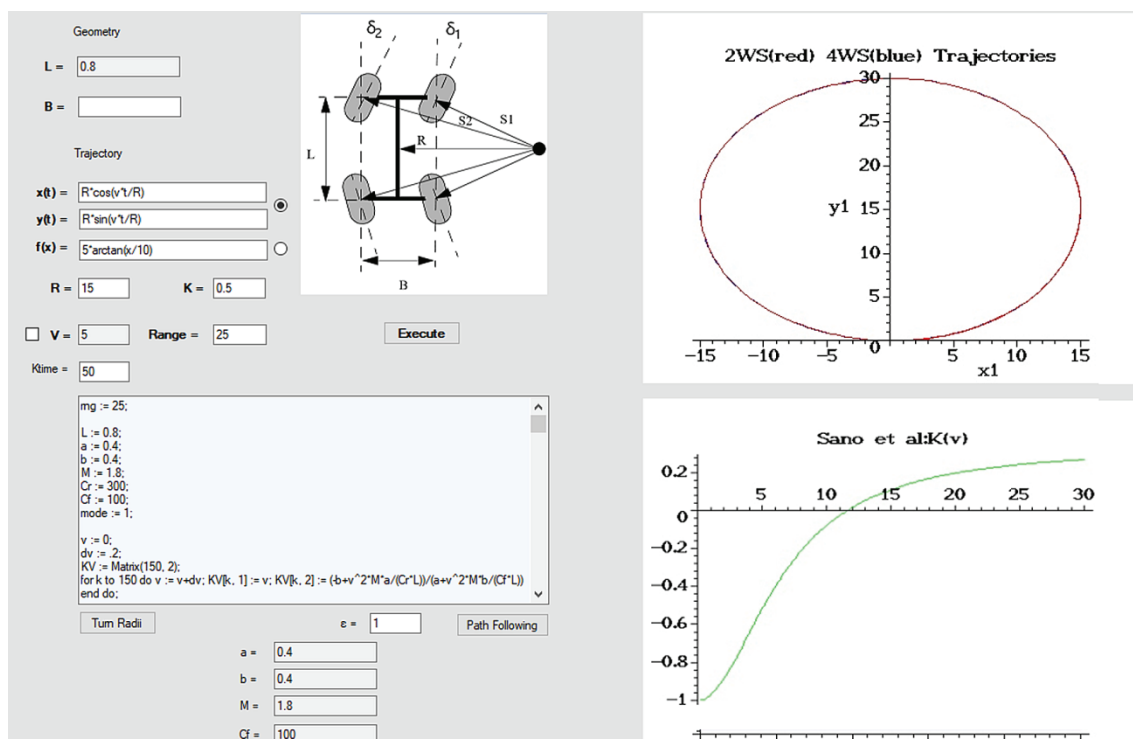 Geometry
L = 0.8
B =
Trajectory
x(t) = R*cos(v*t/R)
y(t) = R*sin(v*t/R)
f(x) = 5*arctan(x/10)
R = 15 K = 0.5
V = 5 Range = 25
Ktime = 50
δ2 δ1
S1
S2
R
L
B
Execute
mg := 25;
L := 0.8;
a := 0.4;
b := 0.4;
M := 1.8;
Cr := 300;
Cf := 100;
mode := 1;
v := 0;
dv := .2;
KV := Matrix(150, 2);
for k to 150 do v := v+dv; KV[k, 1] := v; KV[k, 2] := (-b+v^2*M*a/(Cr*L))/(a+v^2*M*b/(Cf*L))
end do;
Turn Radii ε = 1 Path Following
a = 0.4
b = 0.4
M = 1.8
Cf = 100
2WS(red) 4WS(blue) Trajectories
30
25
20
y1 15
10
5
0
-15 -10 -5 5 10 15
x1
Sano et al:K(v)
0.2
5 10 15 20 25 30
0
-0.2
-0.4
-0.6
-0.8
-1